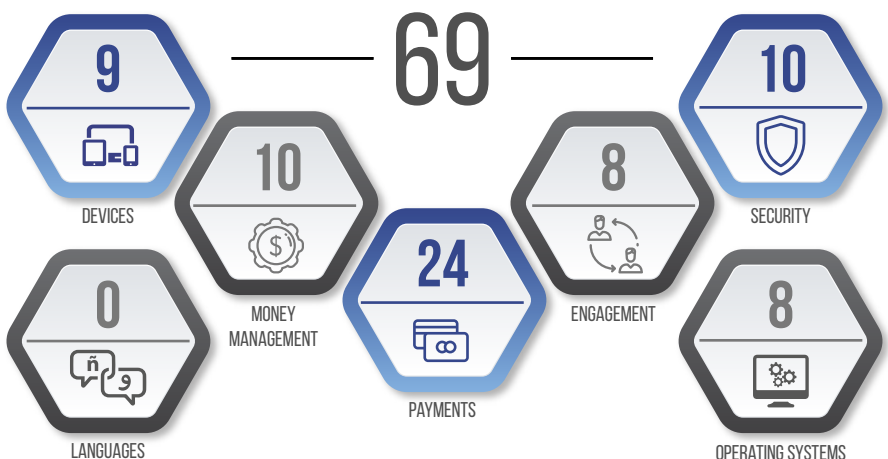 69
9
DEVICES
10
MONEY
MANAGEMENT
24
PAYMENTS
8
ENGAGEMENT
10
SECURITY
0
ñ
و
LANGUAGES
$
8
OPERATING SYSTEMS